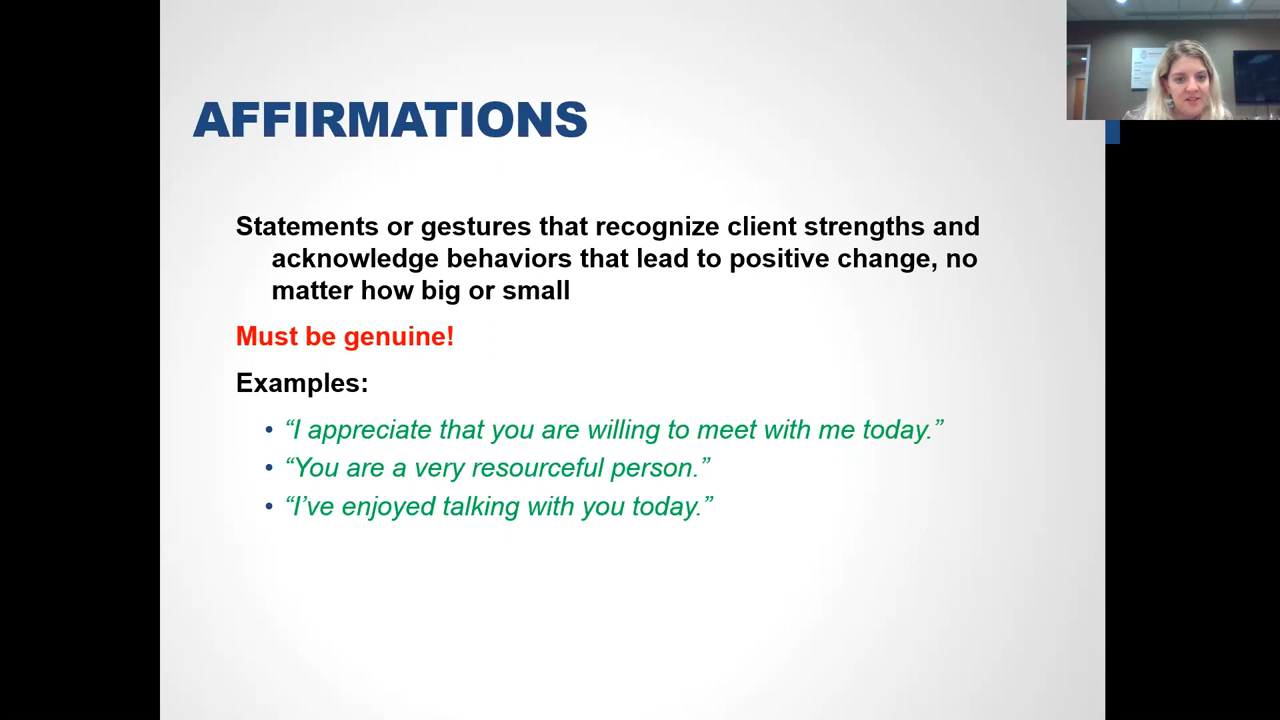 AFFIRMATIONS
Statements or gestures that recognize client strengths and
acknowledge behaviors that lead to positive change, no
matter how big or small
Must be genuine!
Examples:
• “I appreciate that you are willing to meet with me today.”
• “You are a very resourceful person.”
• “I’ve enjoyed talking with you today.”